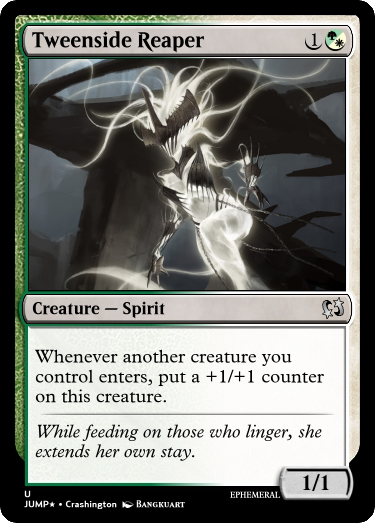 Tweenside Reaper 1
Creature — Spirit
Whenever another creature you
control enters, put a +1/+1 counter
on this creature.
While feeding on those who linger, she
extends her own stay.
1/1
U
JUMP★ • Crashington BANGKUART
EPHEMERAL